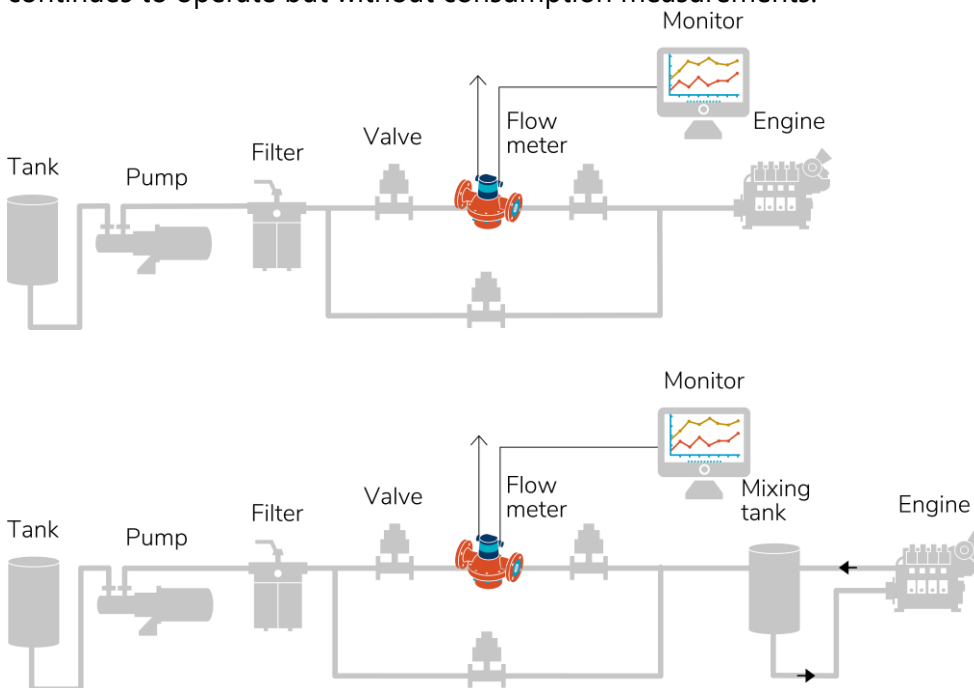 continues to operate but without consumption measurements.
Monitor
Flow
meter
Engine
Valve
Filter
Tank
Pump
Monitor
Flow
meter
Mixing
tank
Engine
Valve
Filter
Tank
Pump